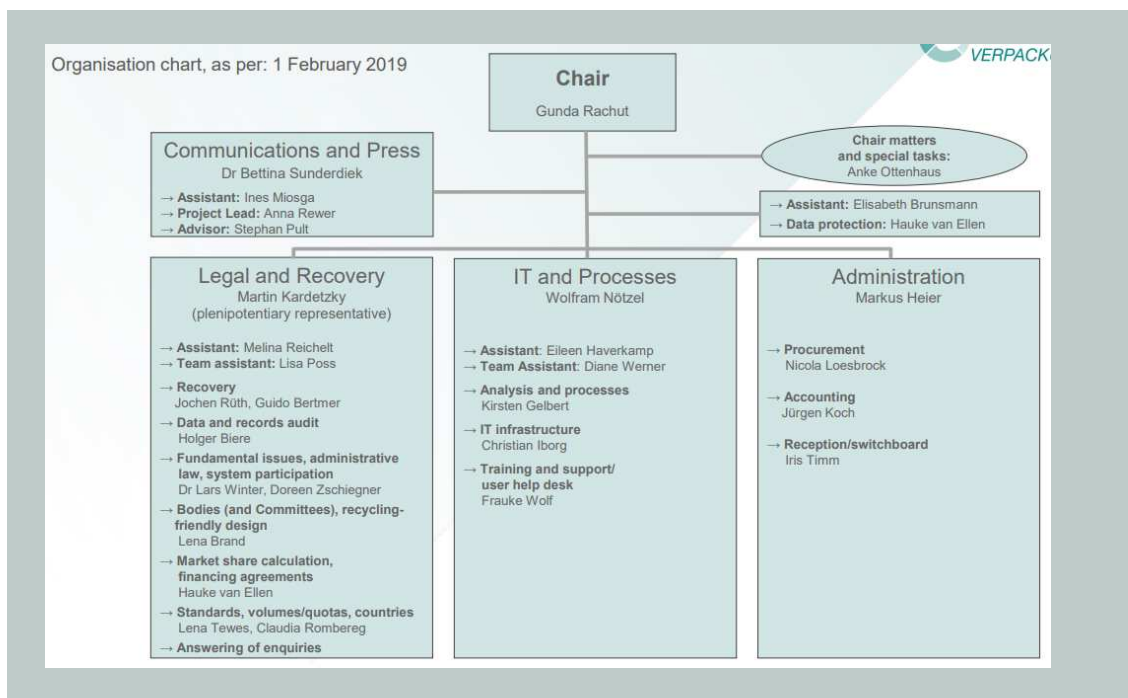 Organisation chart, as per: 1 February 2019
VERPACK
Chair
Gunda Rachut
Communications and Press
Dr Bettina Sunderdiek
→ Assistant: Ines Miosga
→ Project Lead: Anna Rewer
→ Advisor: Stephan Pult
Chair matters
and special tasks:
Anke Ottenhaus
→ Assistant: Elisabeth Brunsmann
→ Data protection: Hauke van Ellen
Legal and Recovery
Martin Kardetzky
(plenipotentiary representative)
→ Assistant: Melina Reichelt
→ Team assistant: Lisa Poss
→ Recovery
Jochen Rüth, Guido Bertmer
→ Data and records audit
Holger Biere
→ Fundamental issues, administrative
law, system participation
Dr Lars Winter, Doreen Zschiegner
→ Bodies (and Committees), recycling-
friendly design
Lena Brand
→ Market share calculation,
financing agreements
Hauke van Ellen
→ Standards, volumes/quotas, countries
Lena Tewes, Claudia Rombereg
→ Answering of enquiries
IT and Processes
Wolfram Nötzel
→ Assistant: Eileen Haverkamp
→ Team Assistant: Diane Werner
→ Analysis and processes
Kirsten Gelbert
→ IT infrastructure
Christian Iborg
→ Training and support/
user help desk
Frauke Wolf
Administration
Markus Heier
→ Procurement
Nicola Loesbrock
→ Accounting
Jürgen Koch
→ Reception/switchboard
Iris Timm